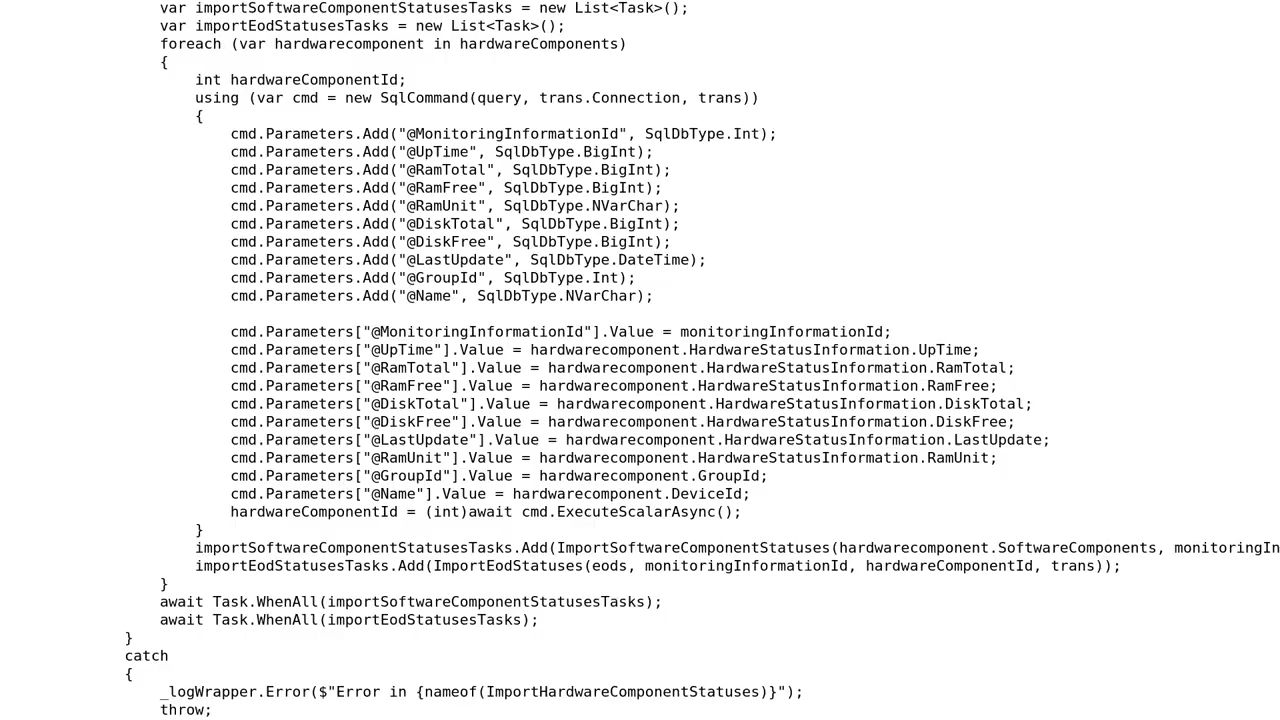 var importSoftwareComponentStatusesTasks = new List<Task>();
var importEodStatusesTasks = new List<Task>();
foreach (var hardwarecomponent in hardwareComponents)
{
int hardwareComponentId;
using (var cmd = new SqlCommand(query, trans.Connection, trans))
{
cmd.Parameters.Add("@MonitoringInformationId", SqlDbType.Int);
cmd.Parameters.Add("@UpTime", SqlDbType.BigInt);
cmd.Parameters.Add("@RamTotal", SqlDbType.BigInt);
cmd.Parameters.Add("@RamFree", SqlDbType.BigInt);
cmd.Parameters.Add("@RamUnit", SqlDbType.NVarChar);
cmd.Parameters.Add("@DiskTotal", SqlDbType.BigInt);
cmd.Parameters.Add("@DiskFree", SqlDbType.BigInt);
cmd.Parameters.Add("@LastUpdate", SqlDbType.DateTime);
cmd.Parameters.Add("@GroupId", SqlDbType.Int);
cmd.Parameters.Add("@Name", SqlDbType.NVarChar);
cmd.Parameters["@MonitoringInformationId"].Value = monitoringInformationId;
cmd.Parameters["@UpTime"].Value = hardwarecomponent.HardwareStatusInformation.UpTime;
cmd.Parameters["@RamTotal"].Value = hardwarecomponent.HardwareStatusInformation.RamTotal;
cmd.Parameters["@RamFree"].Value = hardwarecomponent.HardwareStatusInformation.RamFree;
cmd.Parameters["@DiskTotal"].Value = hardwarecomponent.HardwareStatusInformation.DiskTotal;
cmd.Parameters["@DiskFree"].Value = hardwarecomponent.HardwareStatusInformation.DiskFree;
cmd.Parameters["@LastUpdate"].Value = hardwarecomponent.HardwareStatusInformation.LastUpdate;
cmd.Parameters["@RamUnit"].Value = hardwarecomponent.HardwareStatusInformation.RamUnit;
cmd.Parameters["@GroupId"].Value = hardwarecomponent.GroupId;
cmd.Parameters["@Name"].Value = hardwarecomponent.DeviceId;
hardwareComponentId = (int)await cmd.ExecuteScalarAsync();
}
importSoftwareComponentStatusesTasks.Add(ImportSoftwareComponentStatuses(hardwarecomponent.SoftwareComponents, monitoringIn
importEodStatusesTasks.Add(ImportEodStatuses(eods, monitoringInformationId, hardwareComponentId, trans));
}
await Task.WhenAll(importSoftwareComponentStatusesTasks);
await Task.WhenAll(importEodStatusesTasks);
}
catch
{
_logWrapper.Error($"Error in {nameof(ImportHardwareComponentStatuses)}");
throw;